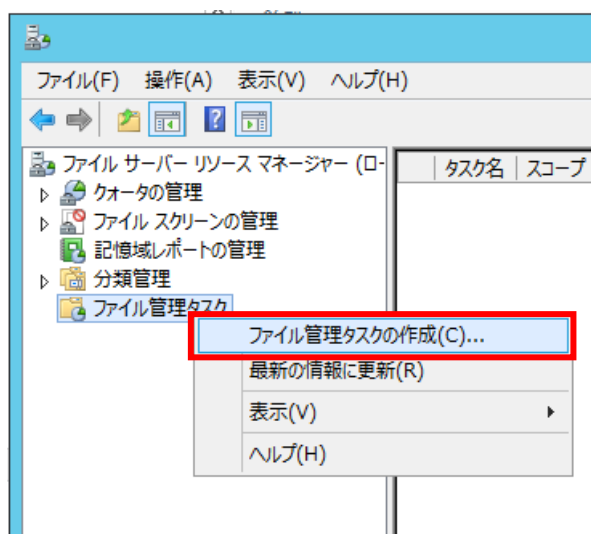 ファイル(F) 操作(A) 表示(V) ヘルプ(H)
ファイル サーバー リソース マネージャー (ロー
タスク名 スコープ
クォータの管理
ファイル スクリーンの管理
記憶域レポートの管理
分類管理
ファイル管理タスク
ファイル管理タスクの作成(C)...
最新の情報に更新(R)
表示(V)
ヘルプ(H)